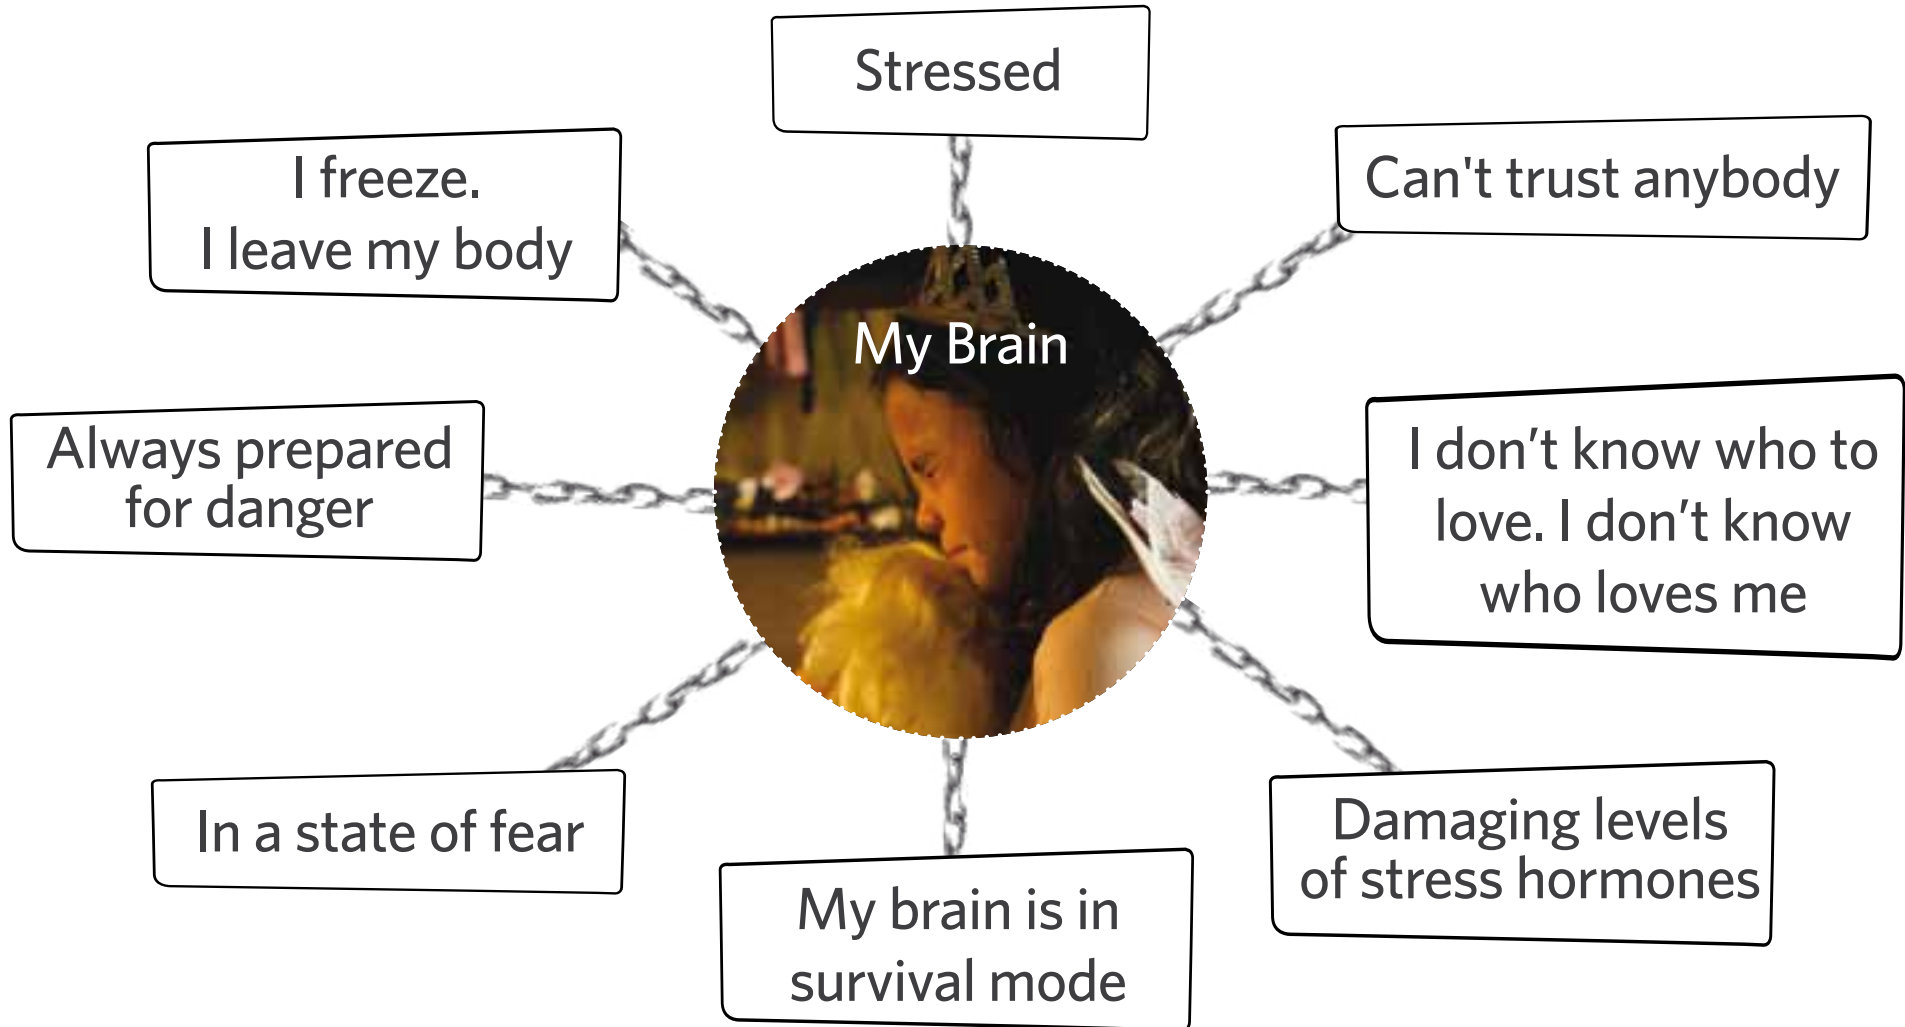 Stressed
I freeze.
I leave my body
Can't trust anybody
My Brain
Always prepared
for danger
I don’t know who to
love. I don’t know
who loves me
In a state of fear
Damaging levels
of stress hormones
My brain is in
survival mode